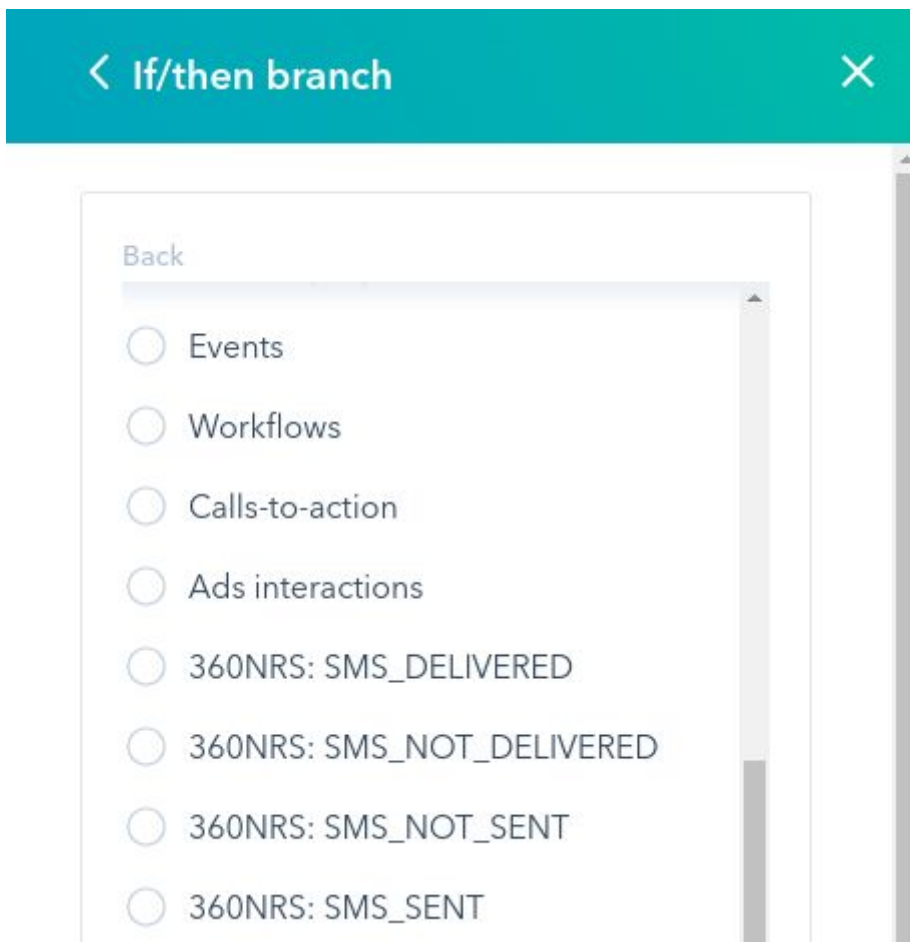 If/then branch
Back
Events
Workflows
Calls-to-action
Ads interactions
360NRS: SMS_DELIVERED
360NRS: SMS_NOT_DELIVERED
360NRS: SMS_NOT_SENT
360NRS: SMS_SENT